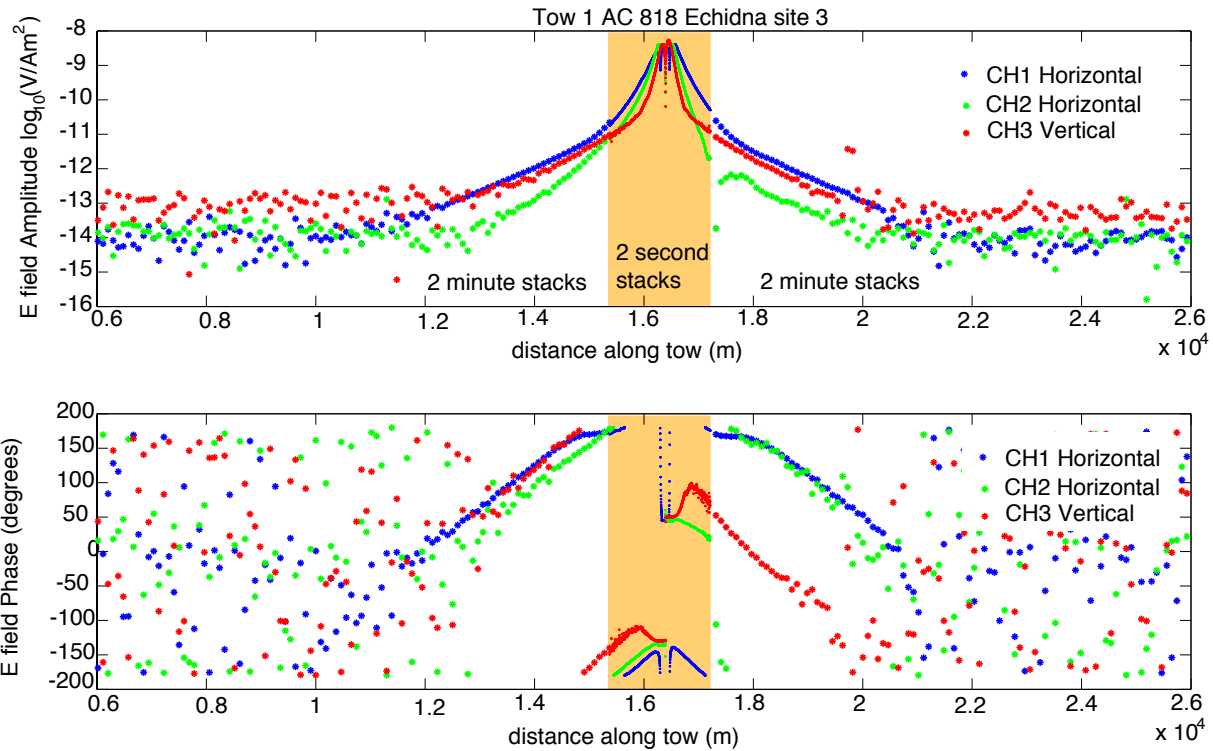 Tow 1 AC 818 Echidna site 3
E field Amplitude log10(V/Am2)
-8
-9
-10
-11
-12
-13
-14
-15
-16
CH1 Horizontal
CH2 Horizontal
CH3 Vertical
2 minute stacks
2 second
stacks
2 minute stacks
0.6 0.8 1 1.2 1.4 1.6 1.8 2 2.2 2.4 2.6
x 10^4
distance along tow (m)
E field Phase (degrees)
200
150
100
50
0
-50
-100
-150
-200
CH1 Horizontal
CH2 Horizontal
CH3 Vertical
0.6 0.8 1 1.2 1.4 1.6 1.8 2 2.2 2.4 2.6
x 10^4
distance along tow (m)